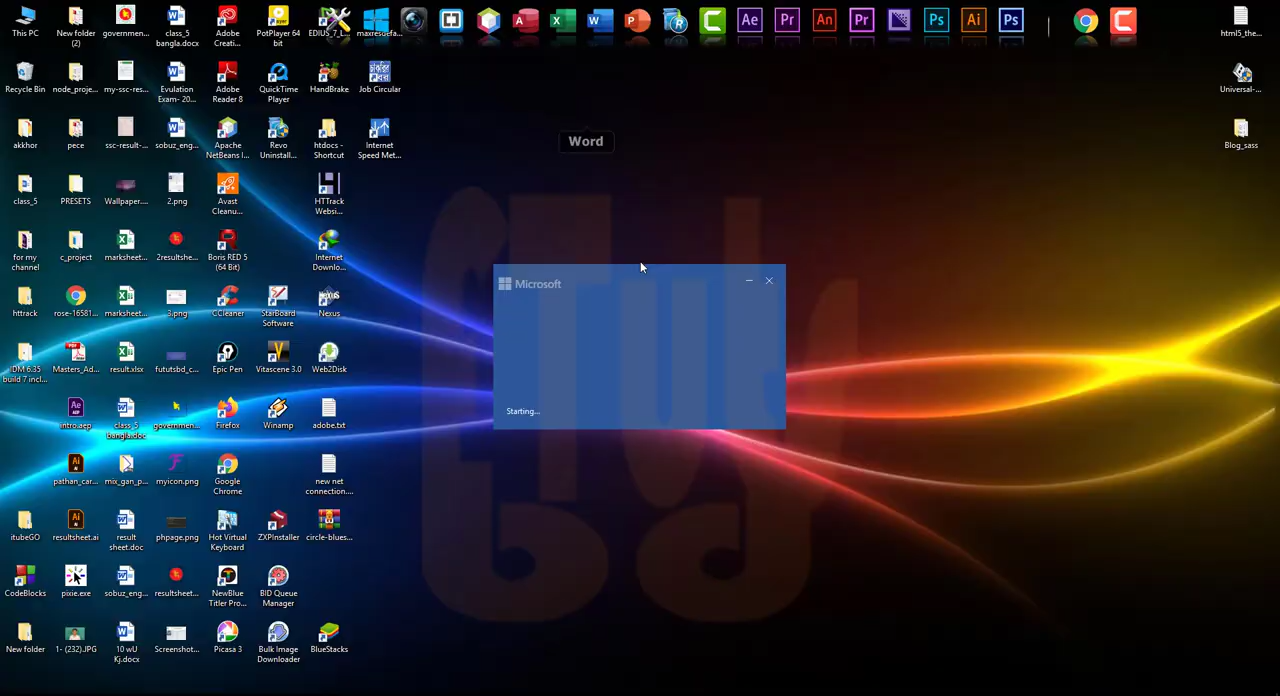 This PC
New folder (2)
governmen...
class_5 bangla.docx
Adobe Creati...
PotPlayer 64 bit
EDIUS_7_L...
maxresdefa...
html5_the...
Recycle Bin
node_proje...
my-ssc-res...
Evulation Exam- 20...
Adobe Reader 8
QuickTime Player
HandBrake
Job Circular
Universal-...
akkhor
pece
ssc-result-...
sobuz_eng...
Apache NetBeans I...
Revo Uninstall...
htdocs - Shortcut
Internet Speed Met...
Word
Blog_sass
class_5
PRESETS
Wallpaper....
2.png
Avast Cleanu...
HTTrack Websi...
for my channel
c_project
marksheet...
2resultshe...
Boris RED 5 (64 Bit)
Internet Downlo...
Microsoft
httrack
rose-16581...
marksheet...
3.png
CCleaner
StarBoard Software
Nexus
IDM 6.35 build 7 incl...
Masters_Ad...
result.xlsx
fututsbd_c...
Epic Pen
Vitascene 3.0
Web2Disk
Starting...
intro.aep
class_5 bangla.doc
governmen...
Firefox
Winamp
adobe.txt
pathan_car...
mix_gan_p...
myicon.png
Google Chrome
new net connection....
itubeGO
resultsheet.ai
result sheet.doc
phpage.png
Hot Virtual Keyboard
ZXPInstaller
circle-blues...
CodeBlocks
pixie.exe
sobuz_eng...
resultsheet...
NewBlue Titler Pro...
BID Queue Manager
New folder
1- (232).JPG
10 wU Kj.docx
Screenshot...
Picasa 3
Bulk Image Downloader
BlueStacks